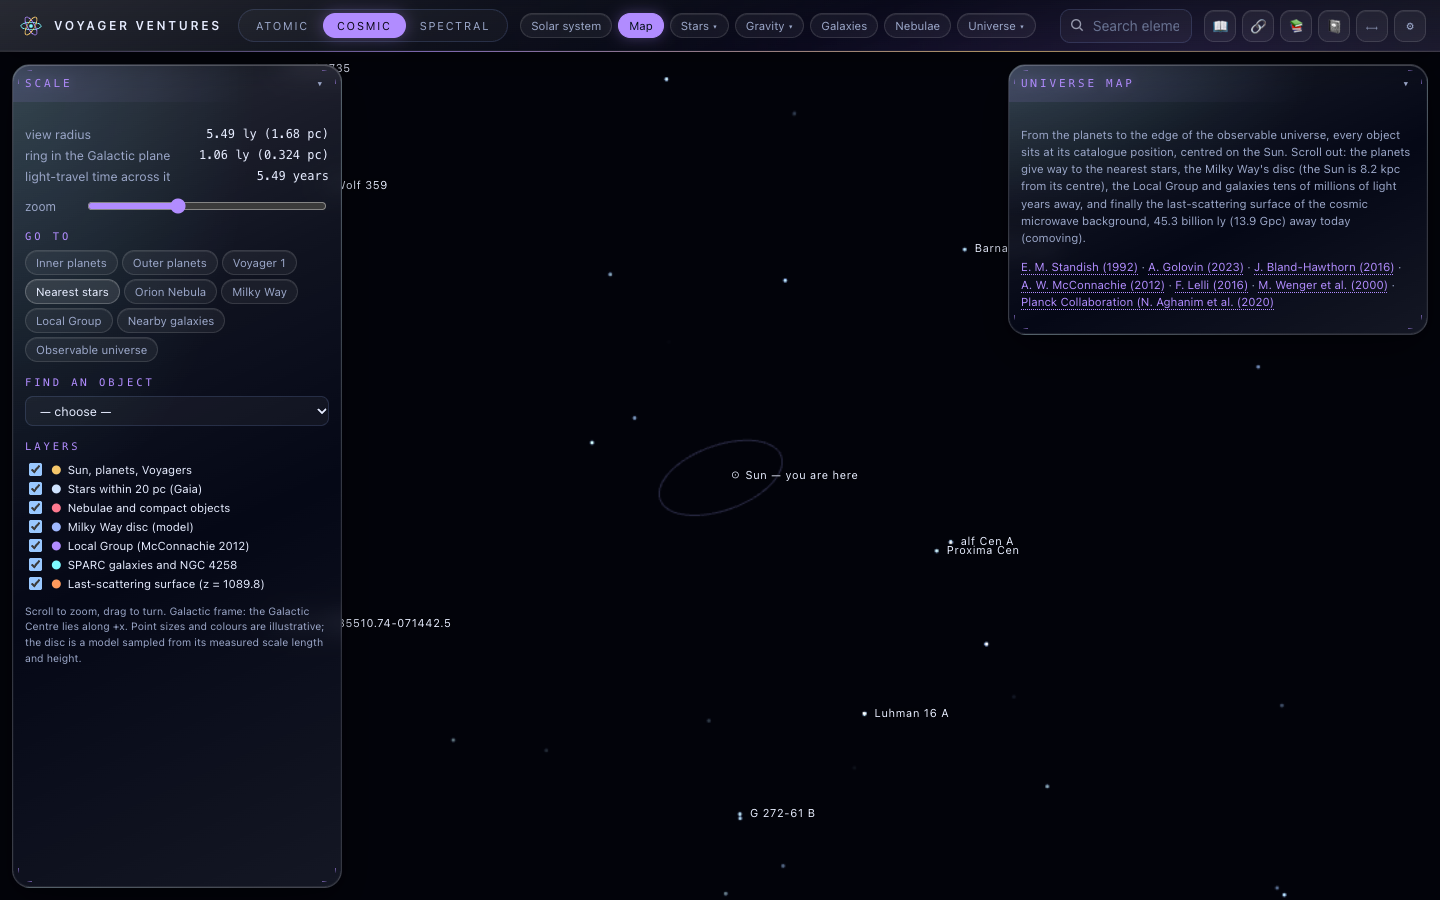 VOYAGER VENTURES
ATOMIC COSMIC SPECTRAL
Solar system Map Stars ▾ Gravity ▾ Galaxies Nebulae Universe ▾
Search eleme
SCALE
view radius 5.49 ly (1.68 pc)
ring in the Galactic plane 1.06 ly (0.324 pc)
light-travel time across it 5.49 years
zoom
GO TO
Inner planets Outer planets Voyager 1
Nearest stars Orion Nebula Milky Way
Local Group Nearby galaxies
Observable universe
FIND AN OBJECT
— choose —
LAYERS
Sun, planets, Voyagers
Stars within 20 pc (Gaia)
Nebulae and compact objects
Milky Way disc (model)
Local Group (McConnachie 2012)
SPARC galaxies and NGC 4258
Last-scattering surface (z = 1089.8)
Scroll to zoom, drag to turn. Galactic frame: the Galactic
Centre lies along +x. Point sizes and colours are illustrative;
the disc is a model sampled from its measured scale length
and height.
735
Wolf 359
Barna
Sun — you are here
alf Cen A
Proxima Cen
35510.74-071442.5
Luhman 16 A
G 272-61 B
UNIVERSE MAP
From the planets to the edge of the observable universe, every object
sits at its catalogue position, centred on the Sun. Scroll out: the planets
give way to the nearest stars, the Milky Way's disc (the Sun is 8.2 kpc
from its centre), the Local Group and galaxies tens of millions of light
years away, and finally the last-scattering surface of the cosmic
microwave background, 45.3 billion ly (13.9 Gpc) away today
(comoving).
E. M. Standish (1992) · A. Golovin (2023) · J. Bland-Hawthorn (2016) ·
A. W. McConnachie (2012) · F. Lelli (2016) · M. Wenger et al. (2000) ·
Planck Collaboration (N. Aghanim et al. (2020)